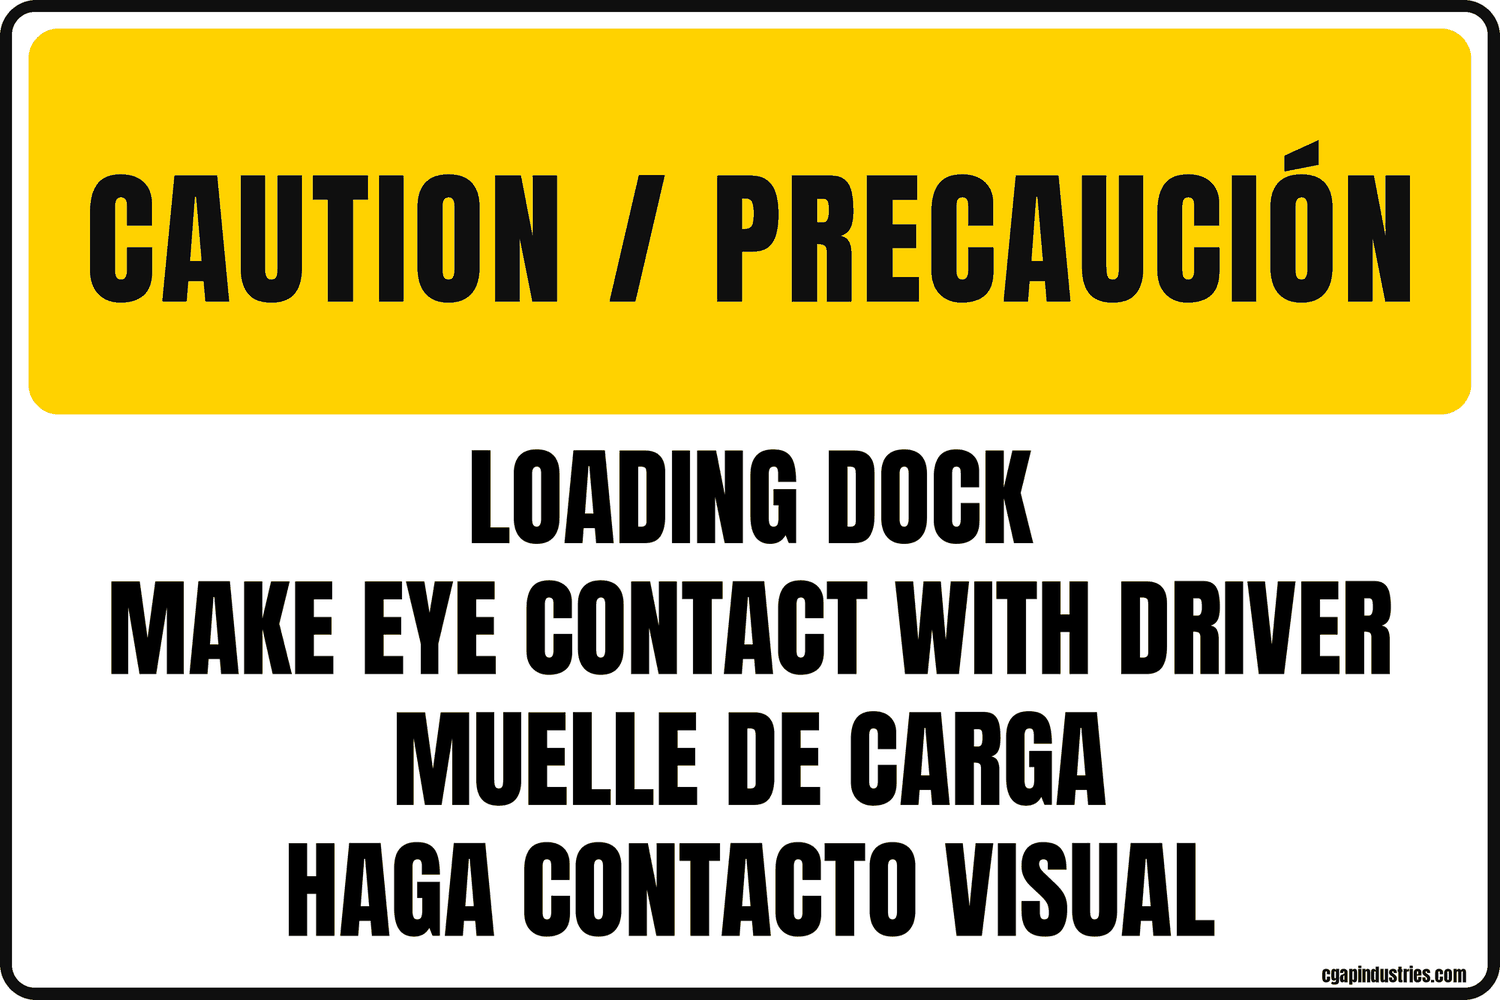 CAUTION / PRECAUCIÓN
LOADING DOCK
MAKE EYE CONTACT WITH DRIVER
MUELLE DE CARGA
HAGA CONTACTO VISUAL
cgapindustries.com